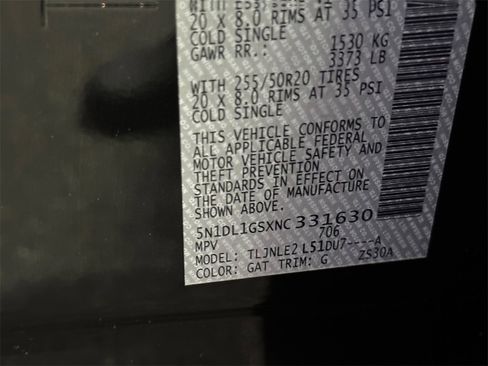 20 x 8.0 RIMS AT 35 PSI
COLD SINGLE
GAWR RR.: 1530 KG
3373 LB
WITH 255/50R20 TIRES
20 x 8.0 RIMS AT 35 PSI
COLD SINGLE
THIS VEHICLE CONFORMS TO
ALL APPLICABLE FEDERAL
MOTOR VEHICLE SAFETY AND
THEFT PREVENTION
STANDARDS IN EFFECT ON
THE DATE OF MANUFACTURE
SHOWN ABOVE.
5N1DL1GSXNC331630
MPV 706
MODEL: TLJNLE2 L51DU7----A
COLOR: GAT TRIM: G ZS30A